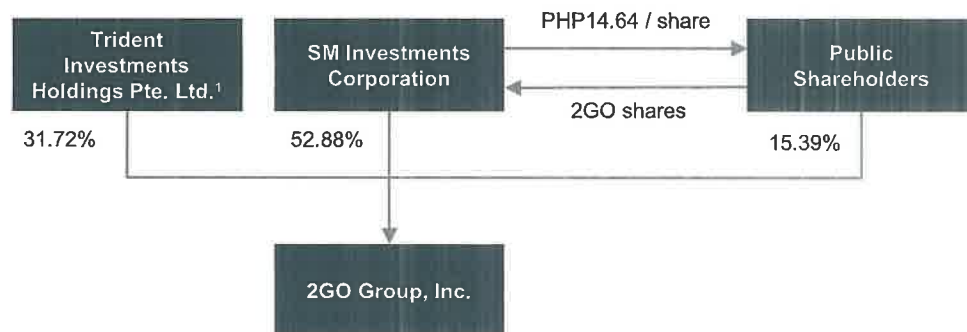 PHP14.64 / share
Trident
Investments
Holdings Pte. Ltd.¹
SM Investments
Corporation
Public
Shareholders
2GO shares
31.72%
52.88%
15.39%
2GO Group, Inc.